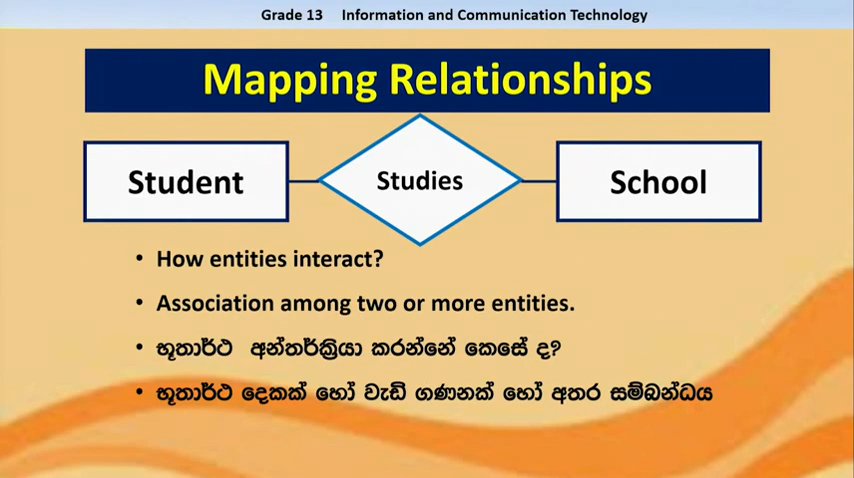 Grade 13 Information and Communication Technology
Mapping Relationships
Student
Studies
School
• How entities interact?
• Association among two or more entities.
• භූතාර්ථ අන්තර්ක්‍රියා කරන්නේ කෙසේ ද?
• භූතාර්ථ දෙකක් හෝ වැඩි ගණනක් හෝ අතර සම්බන්ධය